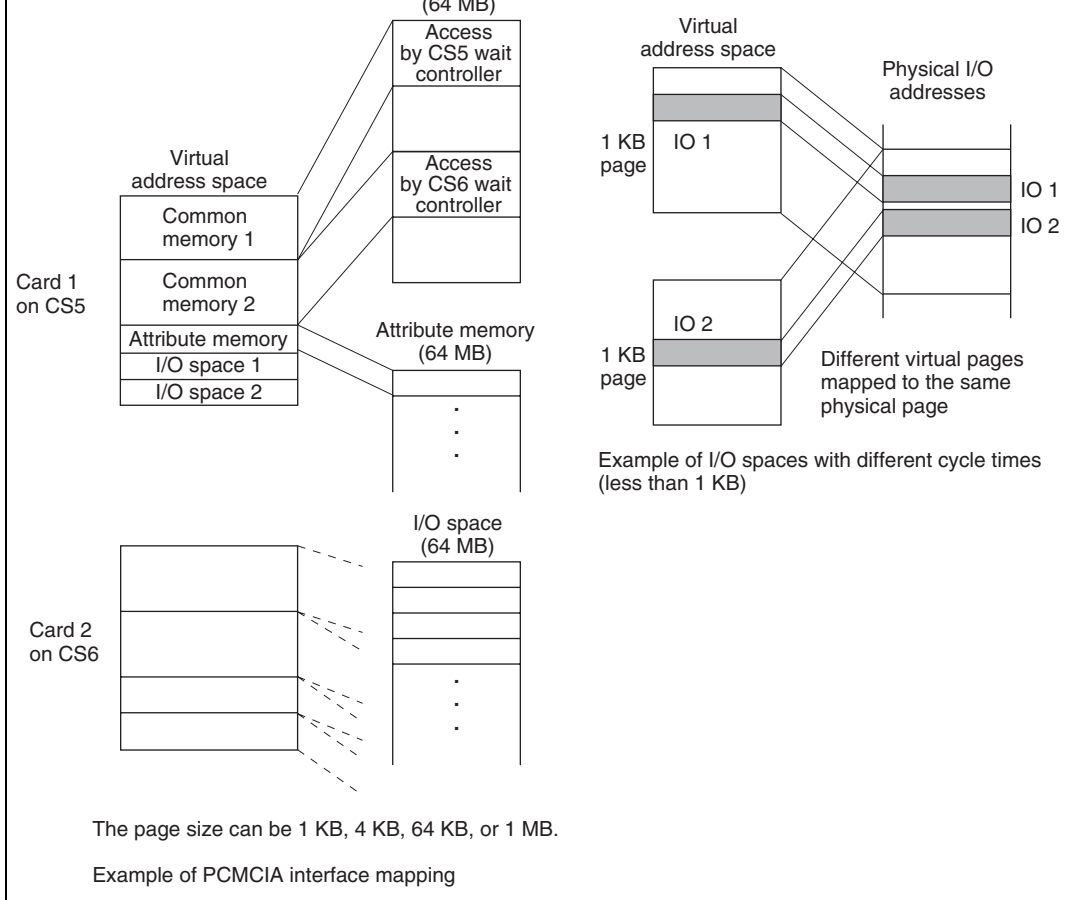 (64 MB)
Access
by CS5 wait
controller
Access
by CS6 wait
controller
Virtual
address space
Common
memory 1
Common
memory 2
Attribute memory
I/O space 1
I/O space 2
Card 1
on CS5
Attribute memory
(64 MB)
.
.
.
I/O space
(64 MB)
.
.
.
Card 2
on CS6
The page size can be 1 KB, 4 KB, 64 KB, or 1 MB.
Example of PCMCIA interface mapping
Virtual
address space
Physical I/O
addresses
1 KB
page
IO 1
IO 1
IO 2
IO 2
1 KB
page
Different virtual pages
mapped to the same
physical page
Example of I/O spaces with different cycle times
(less than 1 KB)